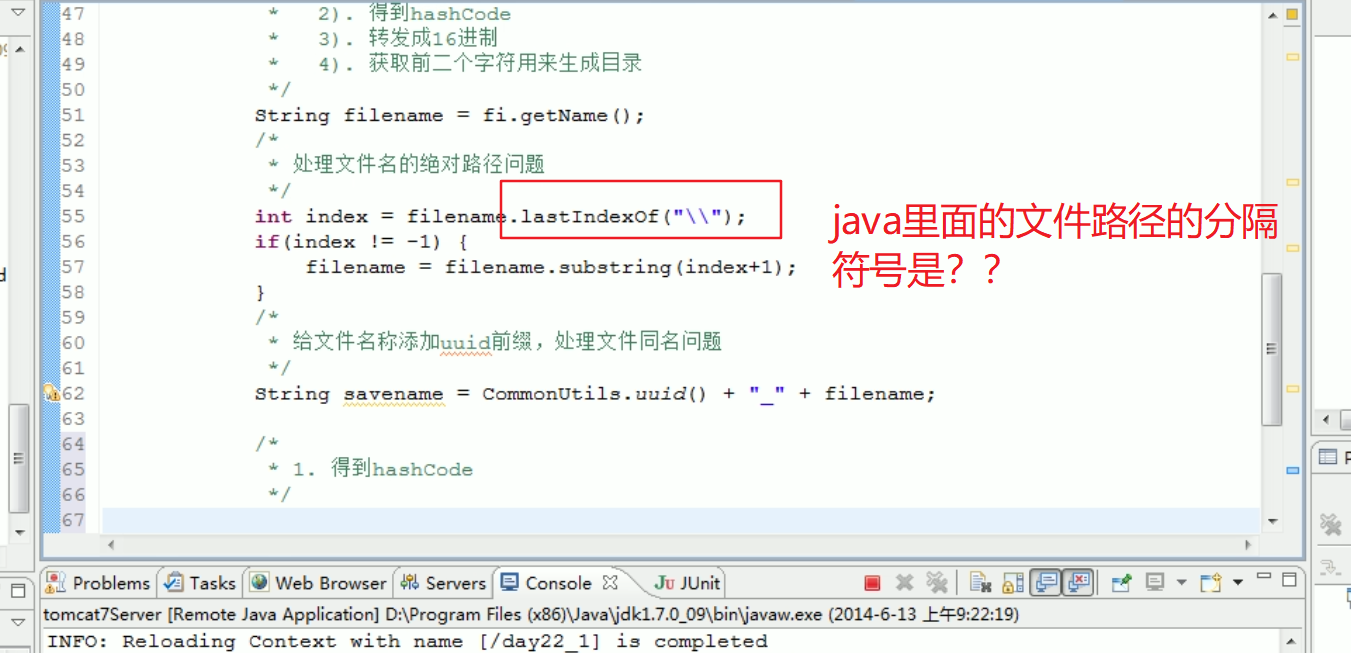 47 * 2). 得到hashCode
48 * 3). 转发成16进制
49 * 4). 获取前二个字符用来生成目录
50 */
51 String filename = fi.getName();
52 /*
53 * 处理文件名的绝对路径问题
54 */
55 int index = filename.lastIndexOf("\\");
56 if(index != -1) {
57 filename = filename.substring(index+1);
58 }
59 /*
60 * 给文件名称添加uuid前缀，处理文件同名问题
61 */
62 String savename = CommonUtils.uuid() + "_" + filename;
63
64 /*
65 * 1. 得到hashCode
66 */
67
java里面的文件路径的分隔
符号是？？
Problems Tasks Web Browser Servers Console JUnit
tomcat7Server [Remote Java Application] D:\Program Files (x86)\Java\jdk1.7.0_09\bin\javaw.exe (2014-6-13 上午9:22:19)
INFO: Reloading Context with name [/day22_1] is completed